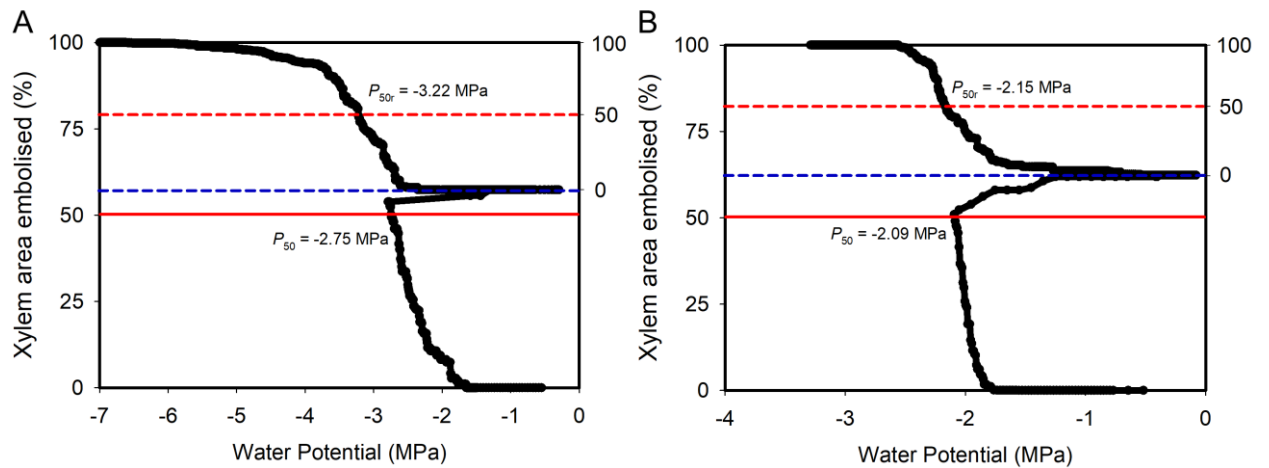 A
Xylem area embolised (%)
100
75
50
25
0
100
50
0
P50r = -3.22 MPa
P50 = -2.75 MPa
-7 -6 -5 -4 -3 -2 -1 0
Water Potential (MPa)
B
Xylem area embolised (%)
100
75
50
25
0
100
50
0
P50r = -2.15 MPa
P50 = -2.09 MPa
-4 -3 -2 -1 0
Water Potential (MPa)